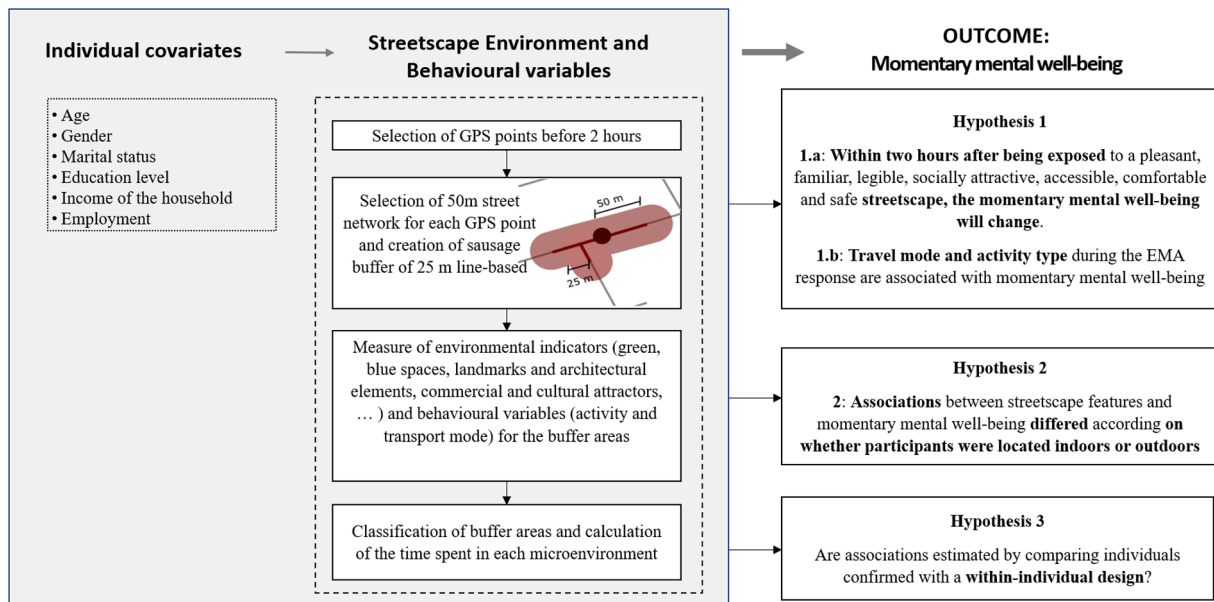 Individual covariates
• Age
• Gender
• Marital status
• Education level
• Income of the household
• Employment
Streetscape Environment and
Behavioural variables
Selection of GPS points before 2 hours
Selection of 50m street
network for each GPS point
and creation of sausage
buffer of 25 m line-based
50 m
25 m
Measure of environmental indicators (green,
blue spaces, landmarks and architectural
elements, commercial and cultural attractors,
… ) and behavioural variables (activity and
transport mode) for the buffer areas
Classification of buffer areas and calculation
of the time spent in each microenvironment
OUTCOME:
Momentary mental well-being
Hypothesis 1
1.a: Within two hours after being exposed to a pleasant,
familiar, legible, socially attractive, accessible, comfortable
and safe streetscape, the momentary mental well-being
will change.
1.b: Travel mode and activity type during the EMA
response are associated with momentary mental well-being
Hypothesis 2
2: Associations between streetscape features and
momentary mental well-being differed according on
whether participants were located indoors or outdoors
Hypothesis 3
Are associations estimated by comparing individuals
confirmed with a within-individual design?